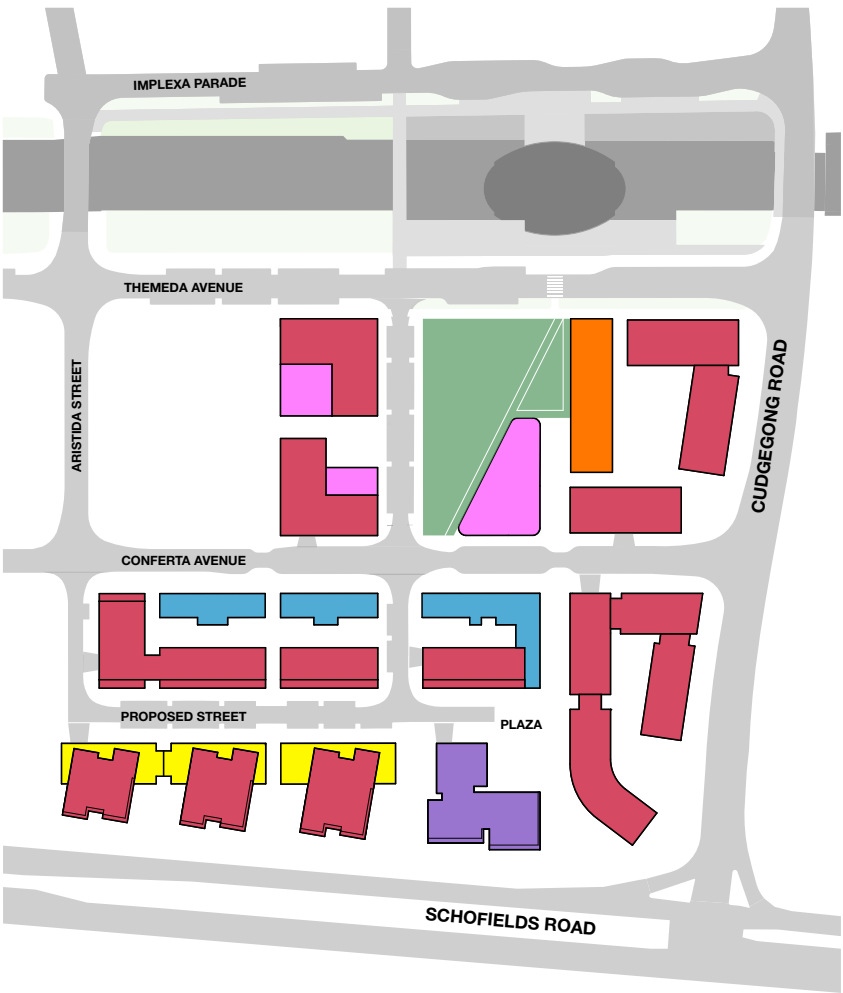 IMPLEXA PARADE
THEMEDA AVENUE
ARISTIDA STREET
CUDGEGONG ROAD
CONFERTA AVENUE
PROPOSED STREET
PLAZA
SCHOFIELDS ROAD